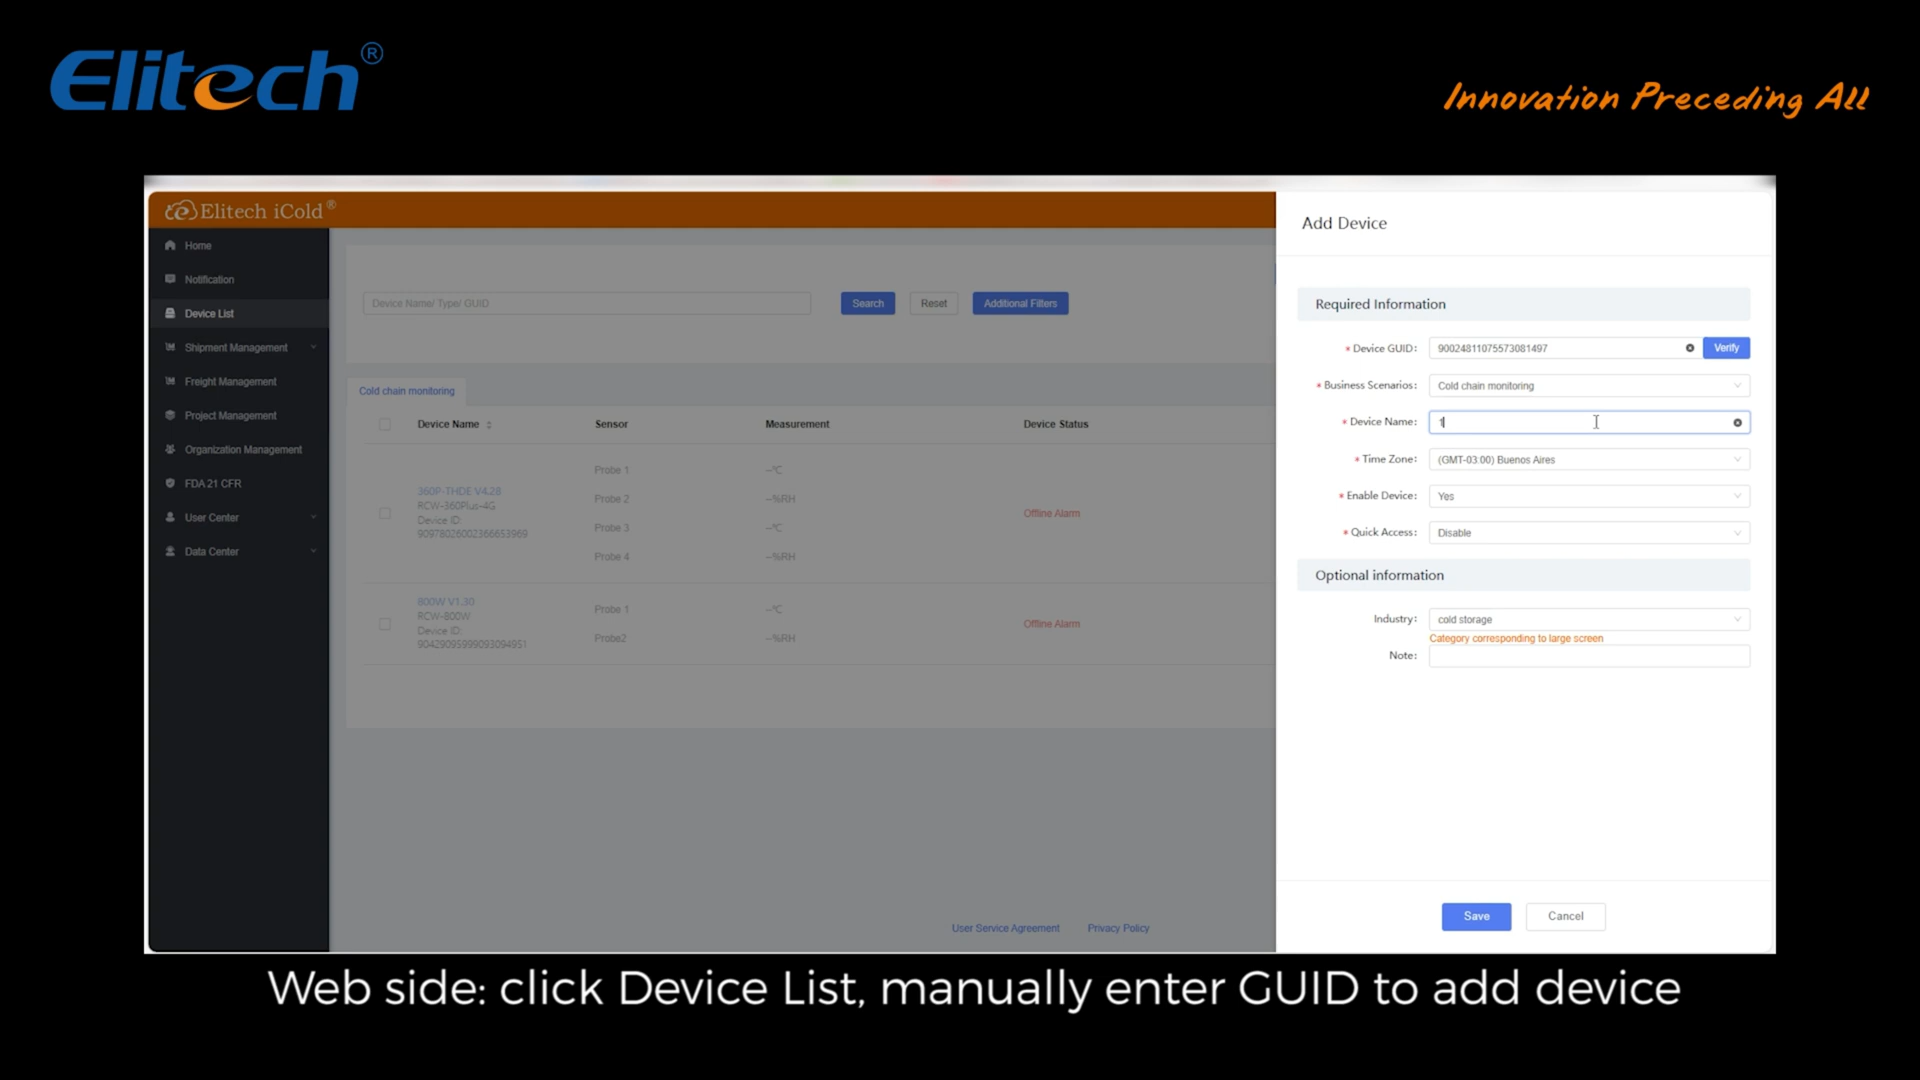 Elitech®
Innovation Preceding All
Elitech iCold®
Home
Notification
Device List
Shipment Management
Freight Management
Project Management
Organization Management
FDA 21 CFR
User Center
Data Center
Device Name/ Type/ GUID
Search
Reset
Additional Filters
Cold chain monitoring
Device Name
Sensor
Measurement
Device Status
360P-THDE V4.28
RCW-360Plus-4G
Device ID:
90978026002366653969
Probe 1
--℃
Probe 2
--%RH
Probe 3
--℃
Probe 4
--%RH
Offline Alarm
800W V1.30
RCW-800W
Device ID:
90429095999093094951
Probe 1
--℃
Probe2
--%RH
Offline Alarm
User Service Agreement
Privacy Policy
Add Device
Required Information
* Device GUID: 90024811075573081497 Verify
* Business Scenarios: Cold chain monitoring
* Device Name: 1
* Time Zone: (GMT-03:00) Buenos Aires
* Enable Device: Yes
* Quick Access: Disable
Optional information
Industry: cold storage
Category corresponding to large screen
Note:
Save
Cancel
Web side: click Device List, manually enter GUID to add device